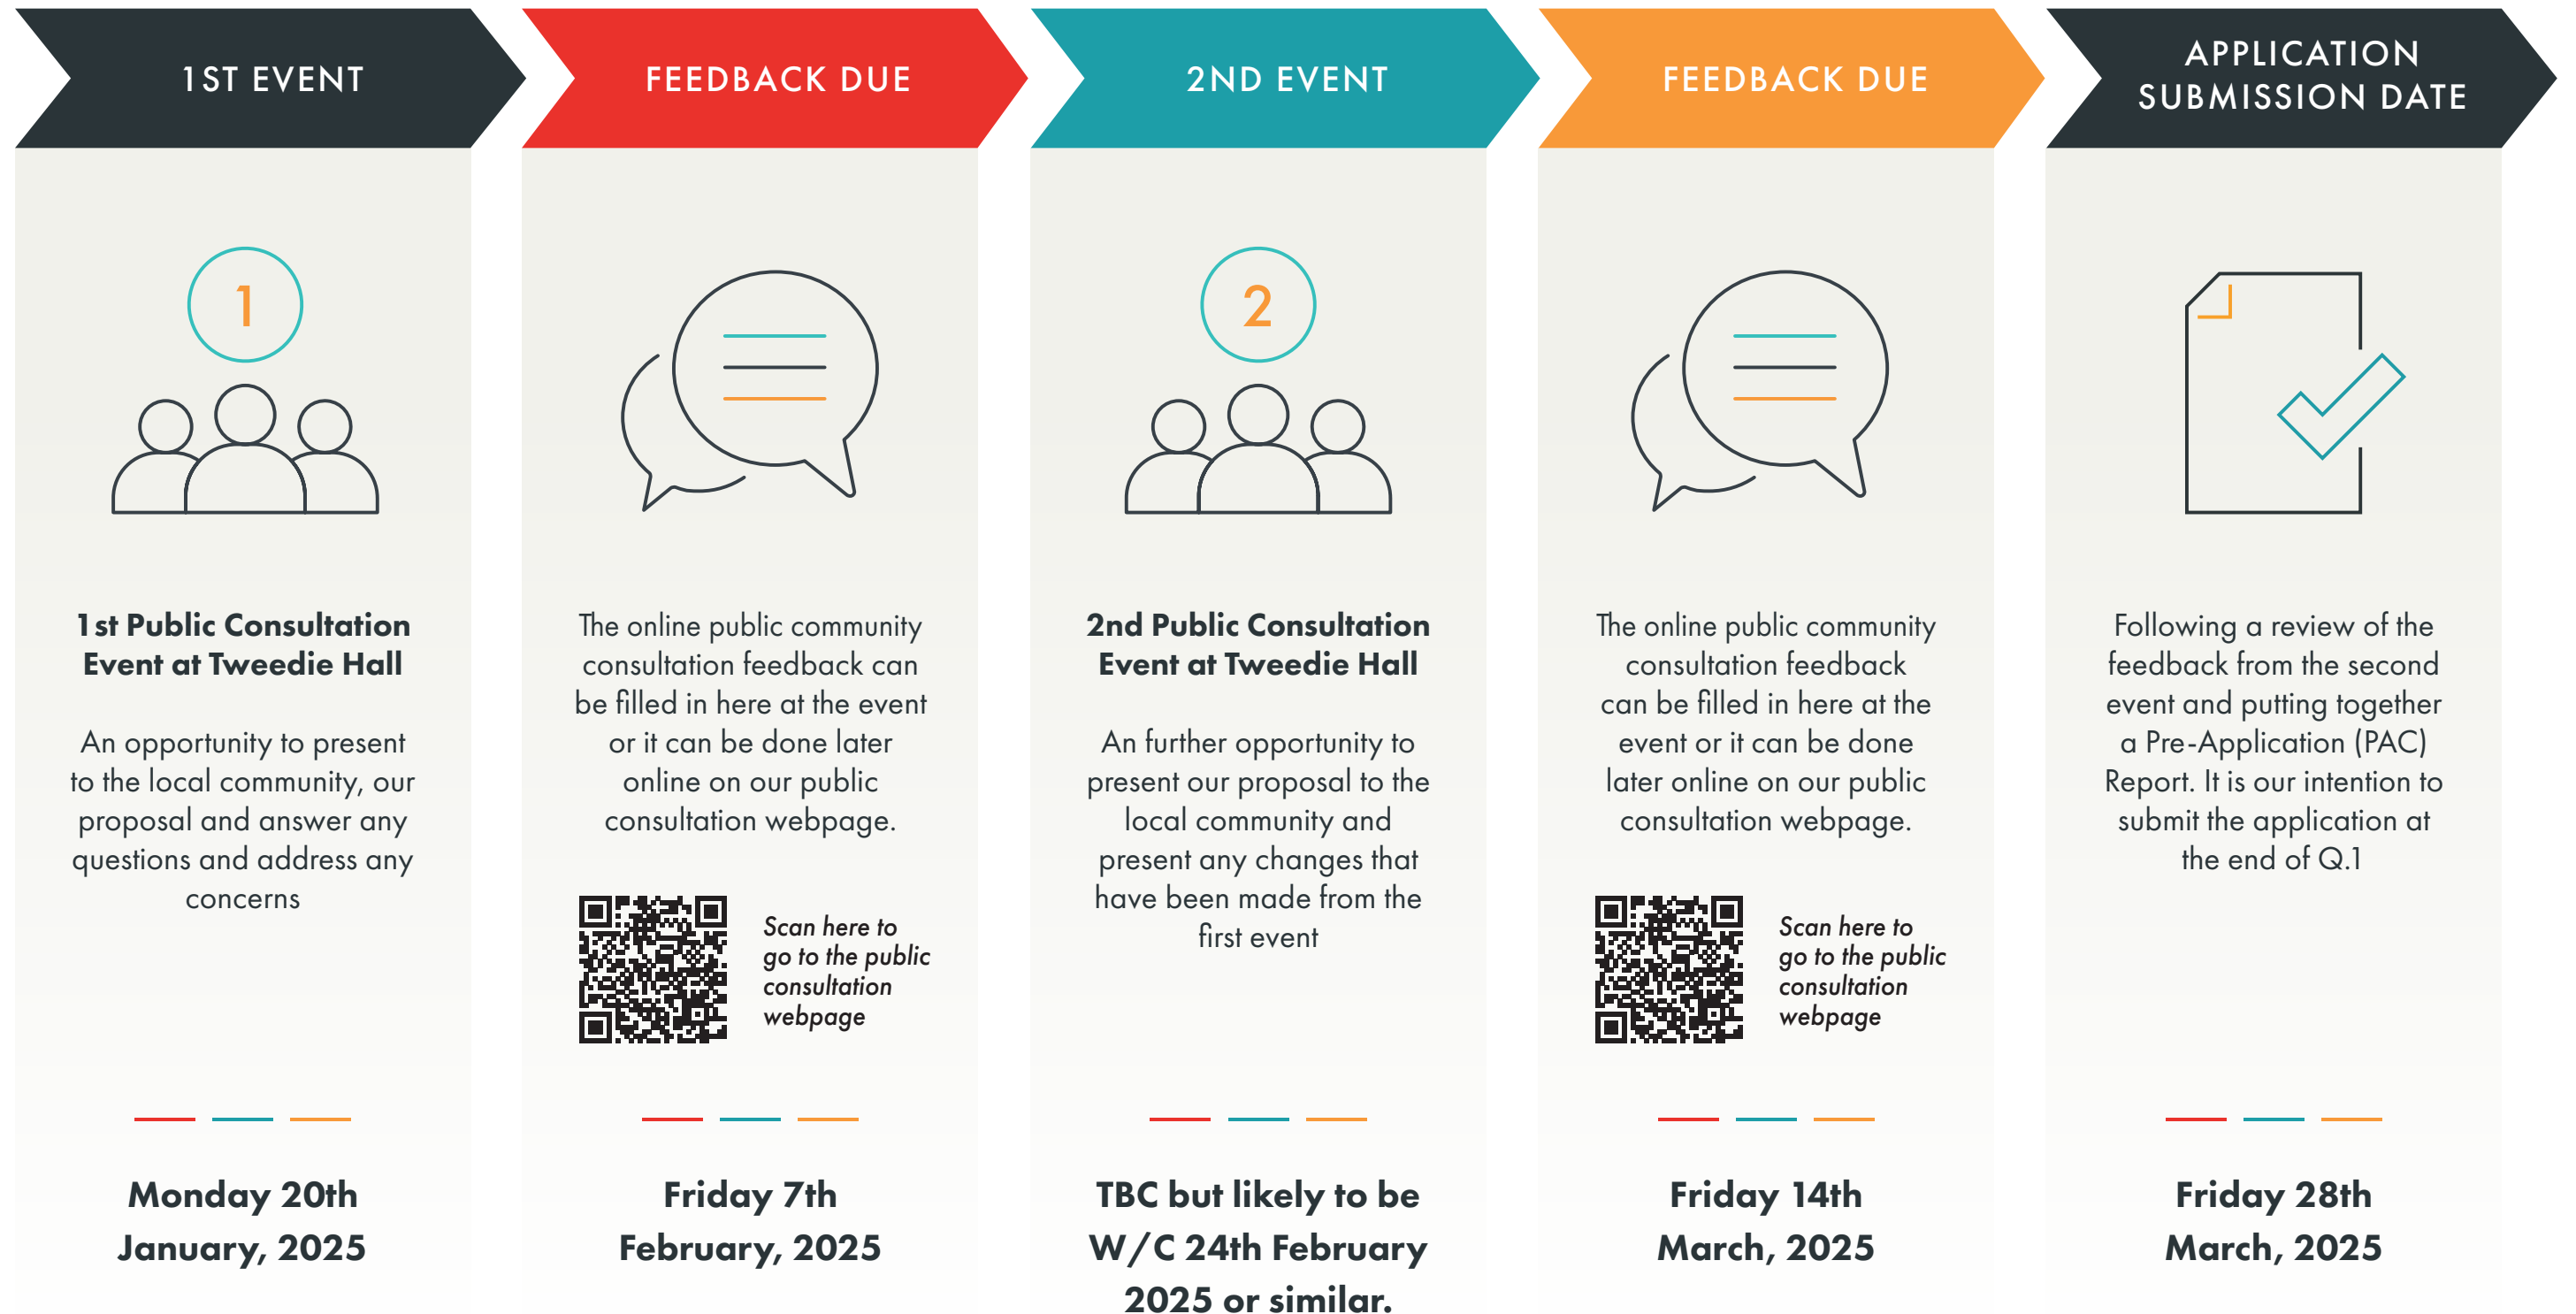 1ST EVENT
1
1st Public Consultation
Event at Tweedie Hall
An opportunity to present
to the local community, our
proposal and answer any
questions and address any
concerns
Monday 20th
January, 2025
FEEDBACK DUE
The online public community
consultation feedback can
be filled in here at the event
or it can be done later
online on our public
consultation webpage.
Scan here to
go to the public
consultation
webpage
Friday 7th
February, 2025
2ND EVENT
2
2nd Public Consultation
Event at Tweedie Hall
An further opportunity to
present our proposal to the
local community and
present any changes that
have been made from the
first event
TBC but likely to be
W/C 24th February
2025 or similar.
FEEDBACK DUE
The online public community
consultation feedback
can be filled in here at the
event or it can be done
later online on our public
consultation webpage.
Scan here to
go to the public
consultation
webpage
Friday 14th
March, 2025
APPLICATION
SUBMISSION DATE
Following a review of the
feedback from the second
event and putting together
a Pre-Application (PAC)
Report. It is our intention to
submit the application at
the end of Q.1
Friday 28th
March, 2025